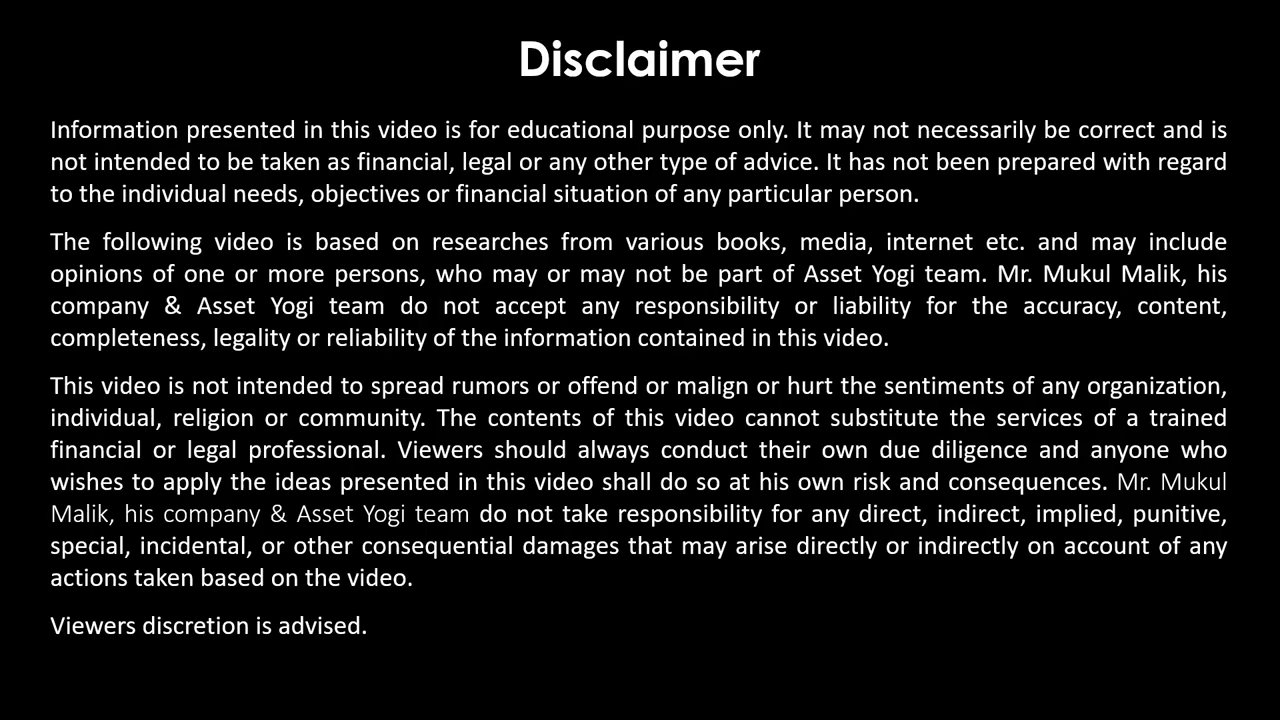 Disclaimer
Information presented in this video is for educational purpose only. It may not necessarily be correct and is
not intended to be taken as financial, legal or any other type of advice. It has not been prepared with regard
to the individual needs, objectives or financial situation of any particular person.
The following video is based on researches from various books, media, internet etc. and may include
opinions of one or more persons, who may or may not be part of Asset Yogi team. Mr. Mukul Malik, his
company & Asset Yogi team do not accept any responsibility or liability for the accuracy, content,
completeness, legality or reliability of the information contained in this video.
This video is not intended to spread rumors or offend or malign or hurt the sentiments of any organization,
individual, religion or community. The contents of this video cannot substitute the services of a trained
financial or legal professional. Viewers should always conduct their own due diligence and anyone who
wishes to apply the ideas presented in this video shall do so at his own risk and consequences. Mr. Mukul
Malik, his company & Asset Yogi team do not take responsibility for any direct, indirect, implied, punitive,
special, incidental, or other consequential damages that may arise directly or indirectly on account of any
actions taken based on the video.
Viewers discretion is advised.